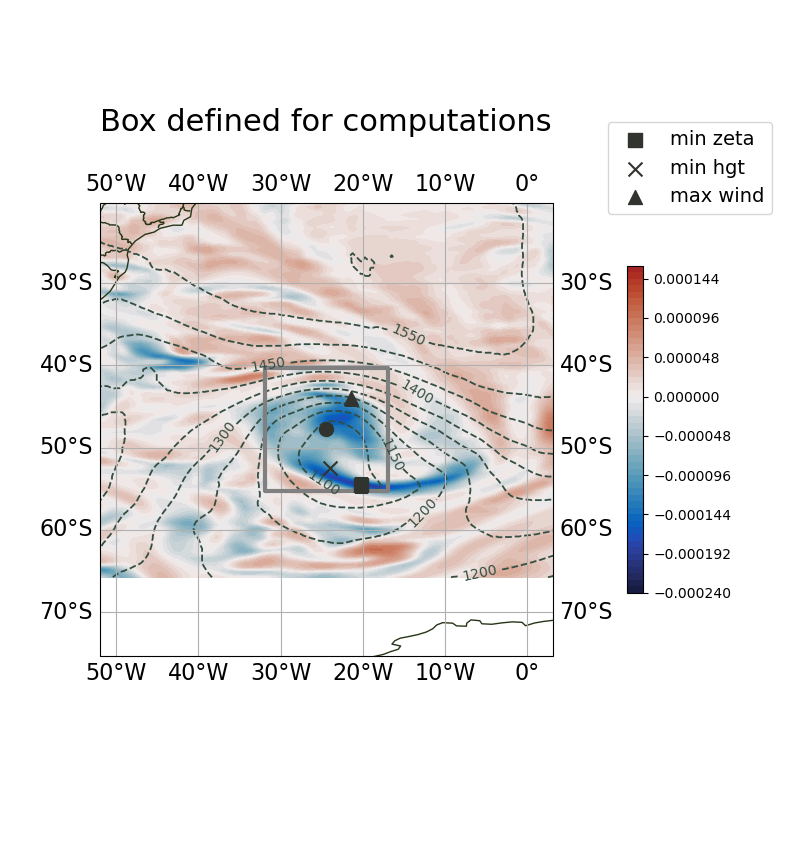 Box defined for computations
min zeta
min hgt
max wind
50°W 40°W 30°W 20°W 10°W 0°
30°S 30°S
40°S 40°S
50°S 50°S
60°S 60°S
70°S 70°S
50°W 40°W 30°W 20°W 10°W 0°
1550
1450
1400
1300
1150
1100
1200
1200
0.000144
0.000096
0.000048
0.000000
−0.000048
−0.000096
−0.000144
−0.000192
−0.000240